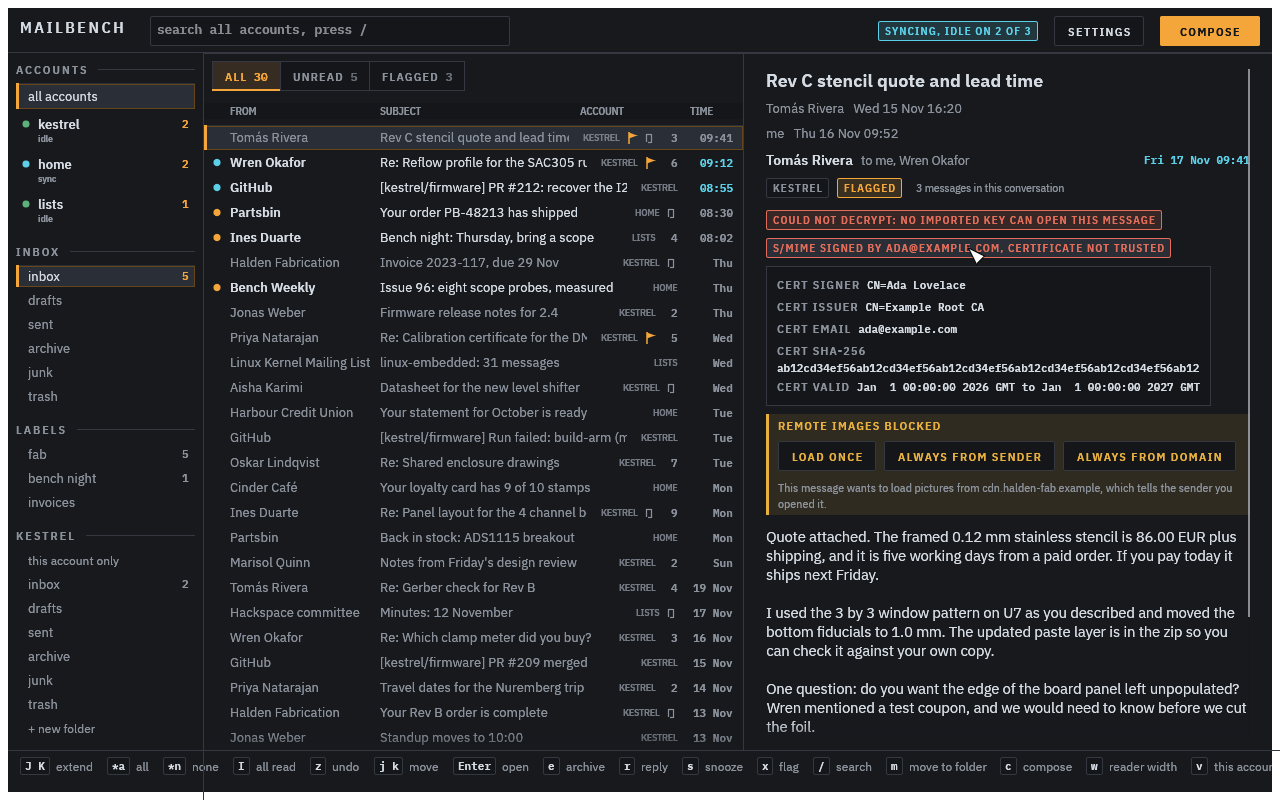 MAILBENCH
search all accounts, press /
SYNCING, IDLE ON 2 OF 3
SETTINGS
COMPOSE
ACCOUNTS
all accounts
kestrel 2
idle
home 2
sync
lists 1
idle
INBOX
inbox 5
drafts
sent
archive
junk
trash
LABELS
fab 5
bench night 1
invoices
KESTREL
this account only
inbox 2
drafts
sent
archive
junk
trash
+ new folder
ALL 30 UNREAD 5 FLAGGED 3
FROM SUBJECT ACCOUNT TIME
Tomás Rivera Rev C stencil quote and lead time KESTREL 3 09:41
Wren Okafor Re: Reflow profile for the SAC305 ru KESTREL 6 09:12
GitHub [kestrel/firmware] PR #212: recover the I2 KESTREL 08:55
Partsbin Your order PB-48213 has shipped HOME 08:30
Ines Duarte Bench night: Thursday, bring a scope LISTS 4 08:02
Halden Fabrication Invoice 2023-117, due 29 Nov KESTREL Thu
Bench Weekly Issue 96: eight scope probes, measured HOME Thu
Jonas Weber Firmware release notes for 2.4 KESTREL 2 Thu
Priya Natarajan Re: Calibration certificate for the DM KESTREL 5 Wed
Linux Kernel Mailing List linux-embedded: 31 messages LISTS Wed
Aisha Karimi Datasheet for the new level shifter KESTREL Wed
Harbour Credit Union Your statement for October is ready HOME Tue
GitHub [kestrel/firmware] Run failed: build-arm (m KESTREL Tue
Oskar Lindqvist Re: Shared enclosure drawings KESTREL 7 Tue
Cinder Café Your loyalty card has 9 of 10 stamps HOME Mon
Ines Duarte Re: Panel layout for the 4 channel b KESTREL 9 Mon
Partsbin Back in stock: ADS1115 breakout HOME Mon
Marisol Quinn Notes from Friday's design review KESTREL 2 Sun
Tomás Rivera Re: Gerber check for Rev B KESTREL 4 19 Nov
Hackspace committee Minutes: 12 November LISTS 17 Nov
Wren Okafor Re: Which clamp meter did you buy? KESTREL 3 16 Nov
GitHub [kestrel/firmware] PR #209 merged KESTREL 15 Nov
Priya Natarajan Travel dates for the Nuremberg trip KESTREL 2 14 Nov
Halden Fabrication Your Rev B order is complete KESTREL 13 Nov
Jonas Weber Standup moves to 10:00 KESTREL 13 Nov
Rev C stencil quote and lead time
Tomás Rivera Wed 15 Nov 16:20
me Thu 16 Nov 09:52
Tomás Rivera to me, Wren Okafor Fri 17 Nov 09:41
KESTREL FLAGGED 3 messages in this conversation
COULD NOT DECRYPT: NO IMPORTED KEY CAN OPEN THIS MESSAGE
S/MIME SIGNED BY ADA@EXAMPLE.COM, CERTIFICATE NOT TRUSTED
CERT SIGNER CN=Ada Lovelace
CERT ISSUER CN=Example Root CA
CERT EMAIL ada@example.com
CERT SHA-256
ab12cd34ef56ab12cd34ef56ab12cd34ef56ab12cd34ef56ab12cd34ef56ab12
CERT VALID Jan 1 00:00:00 2026 GMT to Jan 1 00:00:00 2027 GMT
REMOTE IMAGES BLOCKED
LOAD ONCE ALWAYS FROM SENDER ALWAYS FROM DOMAIN
This message wants to load pictures from cdn.halden-fab.example, which tells the sender you
opened it.
Quote attached. The framed 0.12 mm stainless stencil is 86.00 EUR plus
shipping, and it is five working days from a paid order. If you pay today it
ships next Friday.
I used the 3 by 3 window pattern on U7 as you described and moved the
bottom fiducials to 1.0 mm. The updated paste layer is in the zip so you
can check it against your own copy.
One question: do you want the edge of the board panel left unpopulated?
Wren mentioned a test coupon, and we would need to know before we cut
the foil.
J K extend *a all *n none I all read z undo j k move Enter open e archive r reply s snooze x flag / search m move to folder c compose w reader width v this accoun